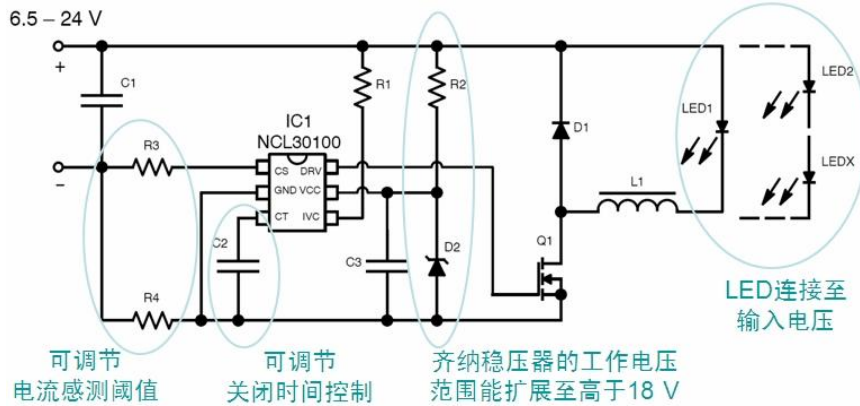 6.5 – 24 V
+
C1
R1
R2
LED2
LED1
IC1
NCL30100
D1
–
R3
CS DRV
L1
LEDX
GND VCC
CT IVC
C2
C3
D2
Q1
R4
LED连接至
输入电压
可调节
电流感测阈值
可调节
关闭时间控制
齐纳稳压器的工作电压
范围能扩展至高于18 V